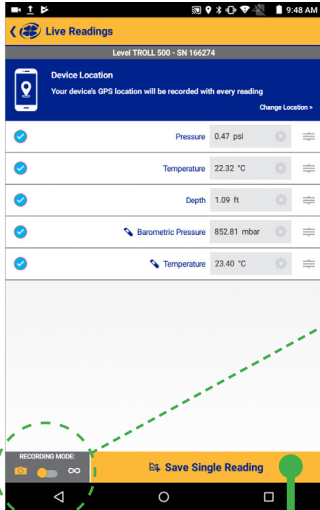 9:48 AM
Live Readings
Level TROLL 500 - SN 166274
Device Location
Your device's GPS location will be recorded with every reading
Change Location >
Pressure 0.47 psi
Temperature 22.32 °C
Depth 1.09 ft
Barometric Pressure 852.81 mbar
Temperature 23.40 °C
RECORDING MODE:
Save Single Reading